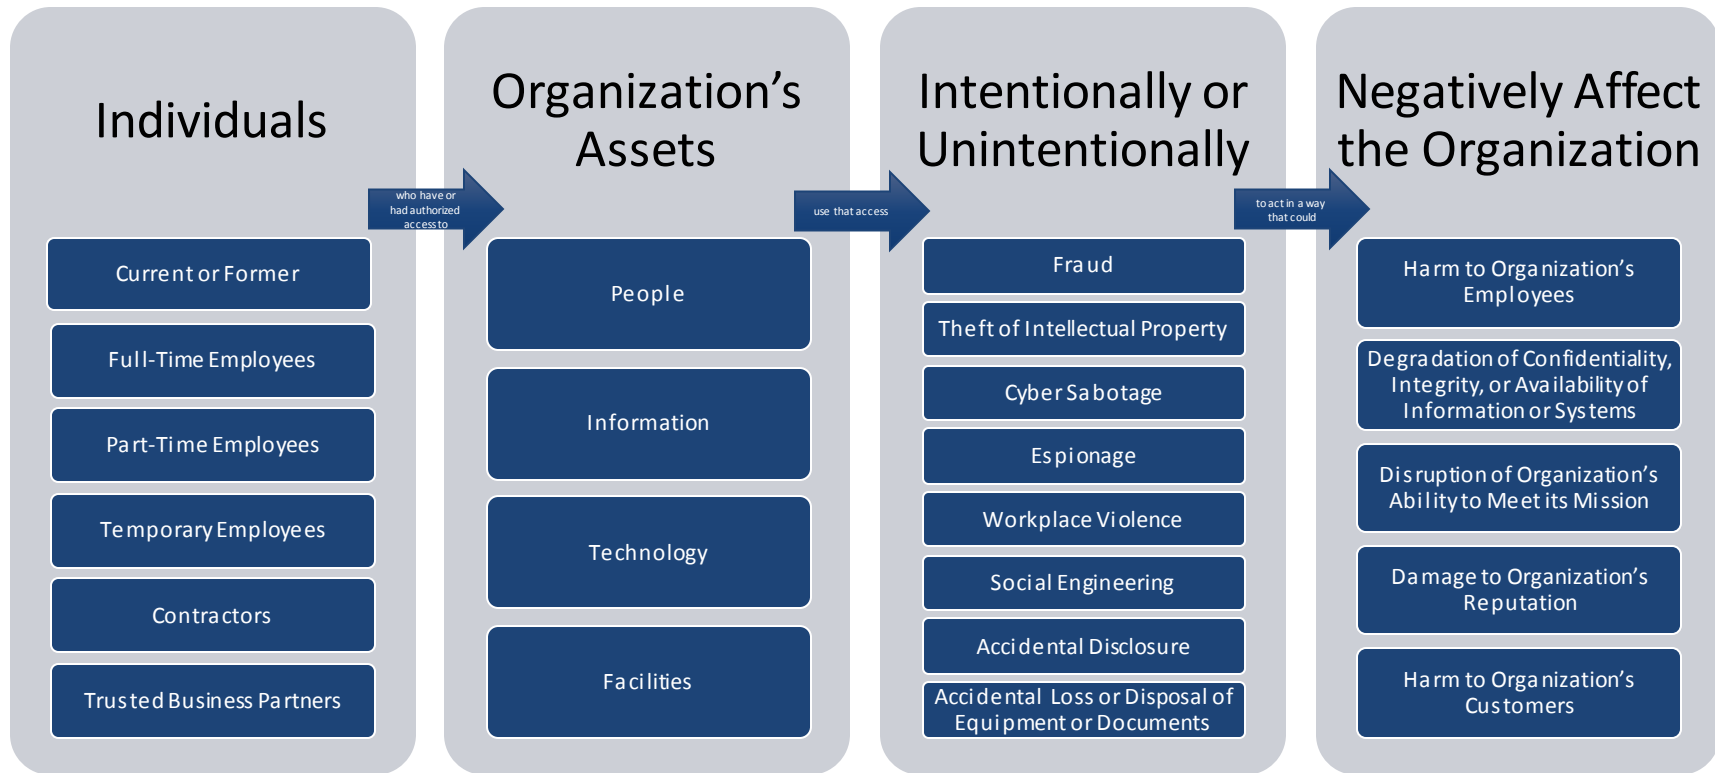 Individuals
who have or
had authorized
access to
Current or Former
Full-Time Employees
Part-Time Employees
Temporary Employees
Contractors
Trusted Business Partners
Organization’s
Assets
use that access
People
Information
Technology
Facilities
Intentionally or
Unintentionally
to act in a way
that could
Fraud
Theft of Intellectual Property
Cyber Sabotage
Espionage
Workplace Violence
Social Engineering
Accidental Disclosure
Accidental Loss or Disposal of
Equipment or Documents
Negatively Affect
the Organization
Harm to Organization’s
Employees
Degradation of Confidentiality,
Integrity, or Availability of
Information or Systems
Disruption of Organization’s
Ability to Meet its Mission
Damage to Organization’s
Reputation
Harm to Organization’s
Customers